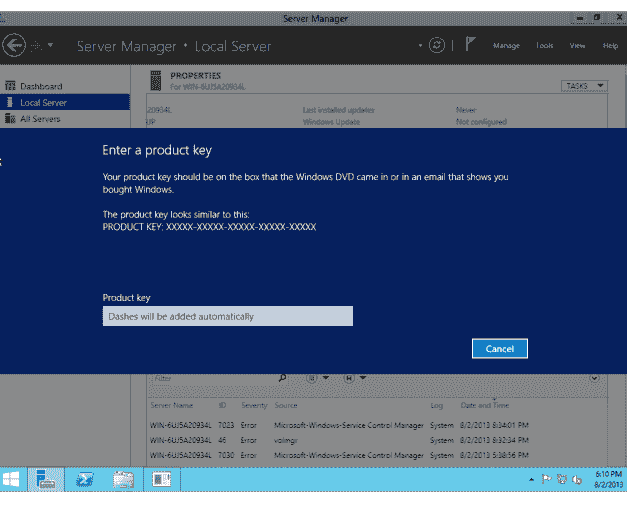 Server Manager
Server Manager • Local Server
Manage Tools View Help
Dashboard
Local Server
All Servers
PROPERTIES
For WIN-6UJ5A20934L
TASKS
20934L Last installed updates Never
UP Windows Update Not configured
Enter a product key
Your product key should be on the box that the Windows DVD came in or in an email that shows you
bought Windows.
The product key looks similar to this:
PRODUCT KEY: XXXXX-XXXXX-XXXXX-XXXXX-XXXXX
Product key
Dashes will be added automatically
Cancel
Filter
Server Name ID Severity Source Log Date and Time
WIN-6UJ5A20934L 7023 Error Microsoft-Windows-Service Control Manager System 8/2/2013 8:34:01 PM
WIN-6UJ5A20934L 46 Error volmgr System 8/2/2013 8:32:34 PM
WIN-6UJ5A20934L 7030 Error Microsoft-Windows-Service Control Manager System 8/2/2013 5:38:56 PM
6:10 PM
8/2/2013